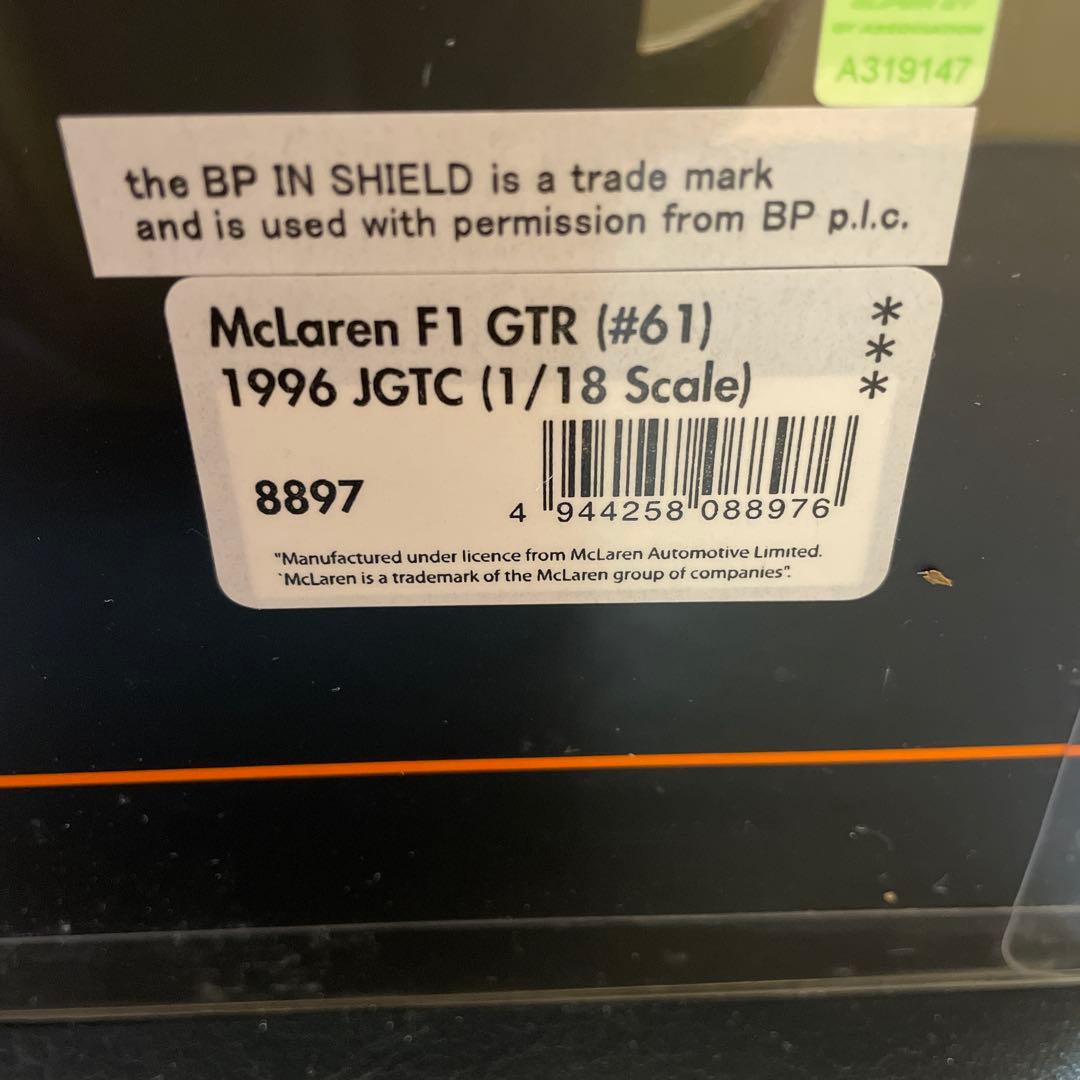 A319147
the BP IN SHIELD is a trade mark
and is used with permission from BP p.l.c.
McLaren F1 GTR (#61)
1996 JGTC (1/18 Scale)
***
8897
4 944258 088976
"Manufactured under licence from McLaren Automotive Limited.
`McLaren is a trademark of the McLaren group of companies".